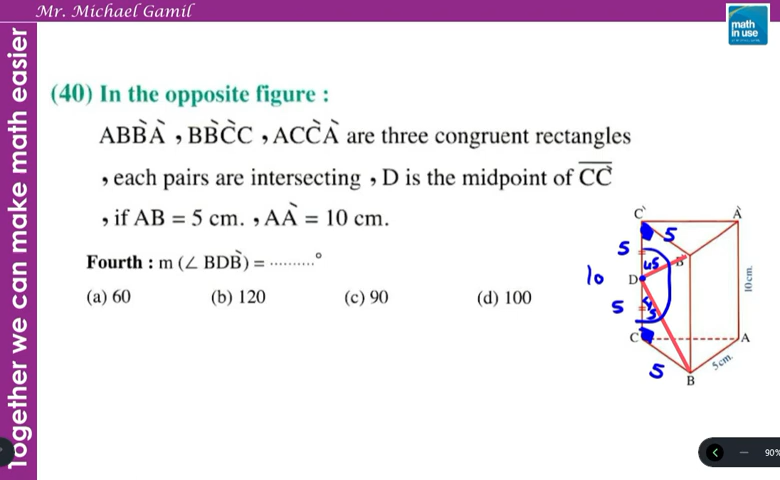 Mr. Michael Gamil
math
in use
Together we can make math easier
(40) In the opposite figure :
ABB̀À , BB̀C̀C , ACC̀À are three congruent rectangles
, each pairs are intersecting , D is the midpoint of CC̀
, if AB = 5 cm. , AÀ = 10 cm.
Fourth : m (∠ BDB̀) = ..........°
(a) 60 (b) 120 (c) 90 (d) 100
C̀ À
5
5 45 B̀
10 D 10 cm.
5 45
C A
5 5 cm.
B
90%